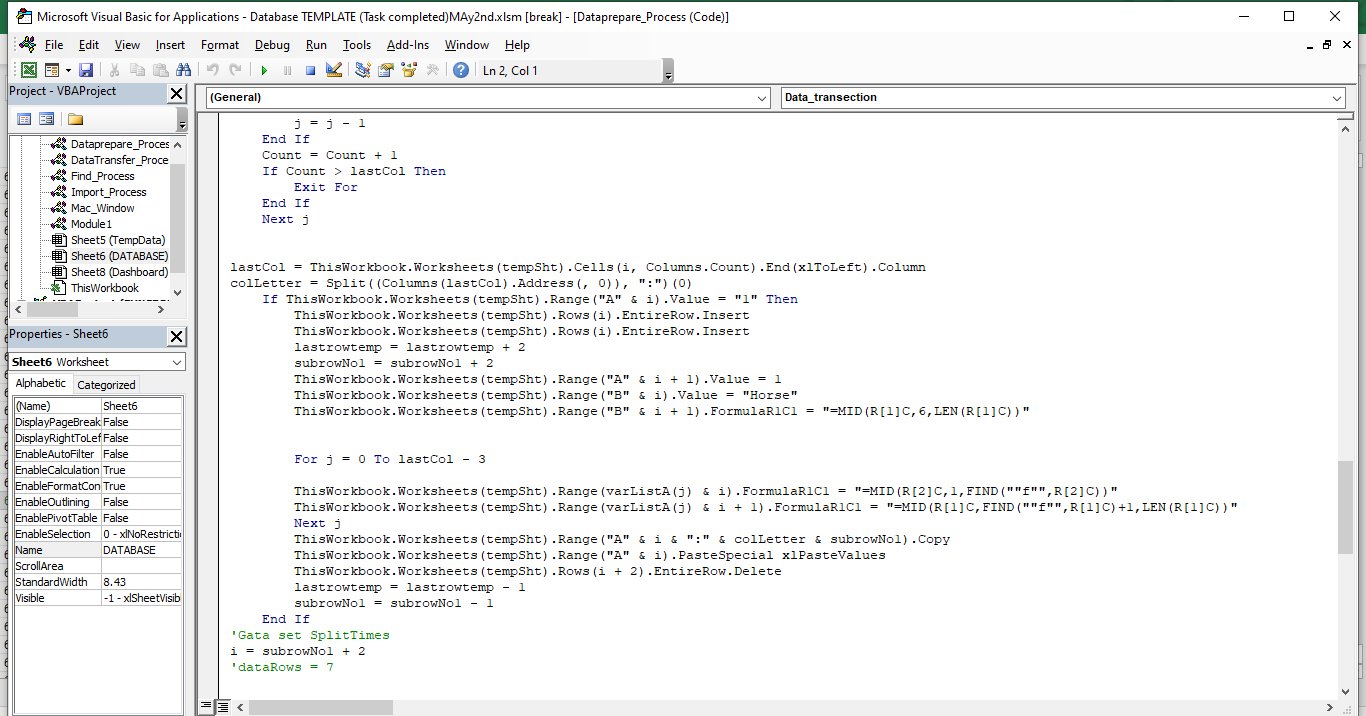 Microsoft Visual Basic for Applications - Database TEMPLATE (Task completed)MAy2nd.xlsm [break] - [Dataprepare_Process (Code)]
File Edit View Insert Format Debug Run Tools Add-Ins Window Help
Ln 2, Col 1
Project - VBAProject
(General)
Data_transection
Dataprepare_Proces
DataTransfer_Proce
Find_Process
Import_Process
Mac_Window
Module1
Sheet5 (TempData)
Sheet6 (DATABASE)
Sheet8 (Dashboard)
ThisWorkbook
Properties - Sheet6
Sheet6 Worksheet
Alphabetic Categorized
(Name) Sheet6
DisplayPageBreak False
DisplayRightToLef False
EnableAutoFilter False
EnableCalculation True
EnableFormatCon True
EnableOutlining False
EnablePivotTable False
EnableSelection 0 - xlNoRestricti
Name DATABASE
ScrollArea
StandardWidth 8.43
Visible -1 - xlSheetVisib
j = j - 1
End If
Count = Count + 1
If Count > lastCol Then
Exit For
End If
Next j
lastCol = ThisWorkbook.Worksheets(tempSht).Cells(i, Columns.Count).End(xlToLeft).Column
colLetter = Split((Columns(lastCol).Address(, 0)), ":")(0)
If ThisWorkbook.Worksheets(tempSht).Range("A" & i).Value = "1" Then
ThisWorkbook.Worksheets(tempSht).Rows(i).EntireRow.Insert
ThisWorkbook.Worksheets(tempSht).Rows(i).EntireRow.Insert
lastrowtemp = lastrowtemp + 2
subrowNo1 = subrowNo1 + 2
ThisWorkbook.Worksheets(tempSht).Range("A" & i + 1).Value = 1
ThisWorkbook.Worksheets(tempSht).Range("B" & i).Value = "Horse"
ThisWorkbook.Worksheets(tempSht).Range("B" & i + 1).FormulaR1C1 = "=MID(R[1]C,6,LEN(R[1]C))"
For j = 0 To lastCol - 3
ThisWorkbook.Worksheets(tempSht).Range(varListA(j) & i).FormulaR1C1 = "=MID(R[2]C,1,FIND(""f"",R[2]C))"
ThisWorkbook.Worksheets(tempSht).Range(varListA(j) & i + 1).FormulaR1C1 = "=MID(R[1]C,FIND(""f"",R[1]C)+1,LEN(R[1]C))"
Next j
ThisWorkbook.Worksheets(tempSht).Range("A" & i & ":" & colLetter & subrowNo1).Copy
ThisWorkbook.Worksheets(tempSht).Range("A" & i).PasteSpecial xlPasteValues
ThisWorkbook.Worksheets(tempSht).Rows(i + 2).EntireRow.Delete
lastrowtemp = lastrowtemp - 1
subrowNo1 = subrowNo1 - 1
End If
'Gata set SplitTimes
i = subrowNo1 + 2
'dataRows = 7